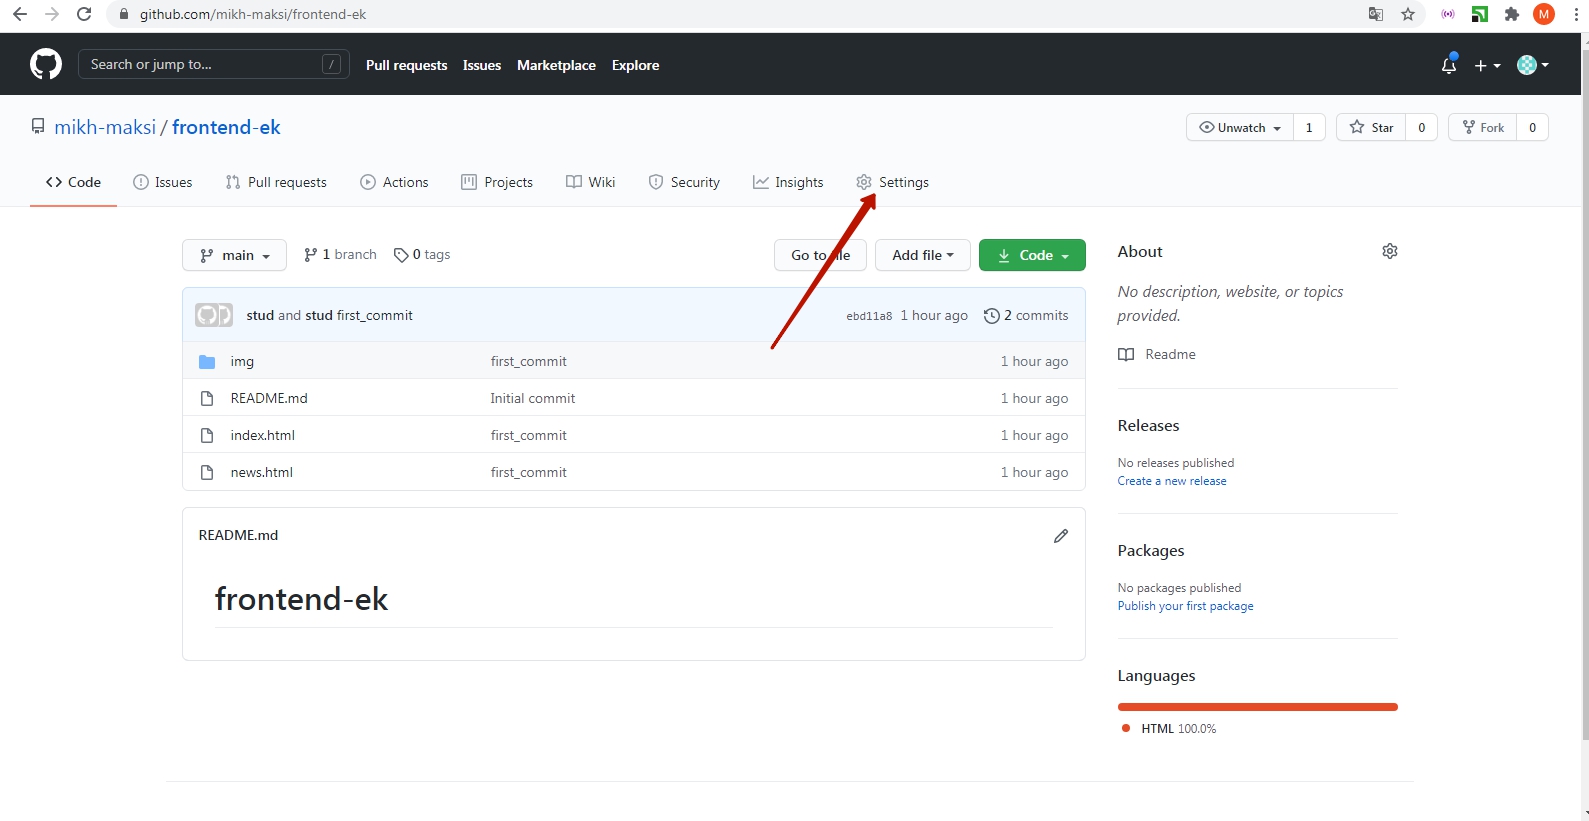 github.com/mikh-maksi/frontend-ek
M
Search or jump to... /
Pull requests Issues Marketplace Explore
mikh-maksi / frontend-ek
Unwatch 1 Star 0 Fork 0
Code Issues Pull requests Actions Projects Wiki Security Insights Settings
main 1 branch 0 tags
Go to file Add file Code
stud and stud first_commit ebd11a8 1 hour ago 2 commits
img first_commit 1 hour ago
README.md Initial commit 1 hour ago
index.html first_commit 1 hour ago
news.html first_commit 1 hour ago
README.md
frontend-ek
About
No description, website, or topics
provided.
Readme
Releases
No releases published
Create a new release
Packages
No packages published
Publish your first package
Languages
HTML 100.0%